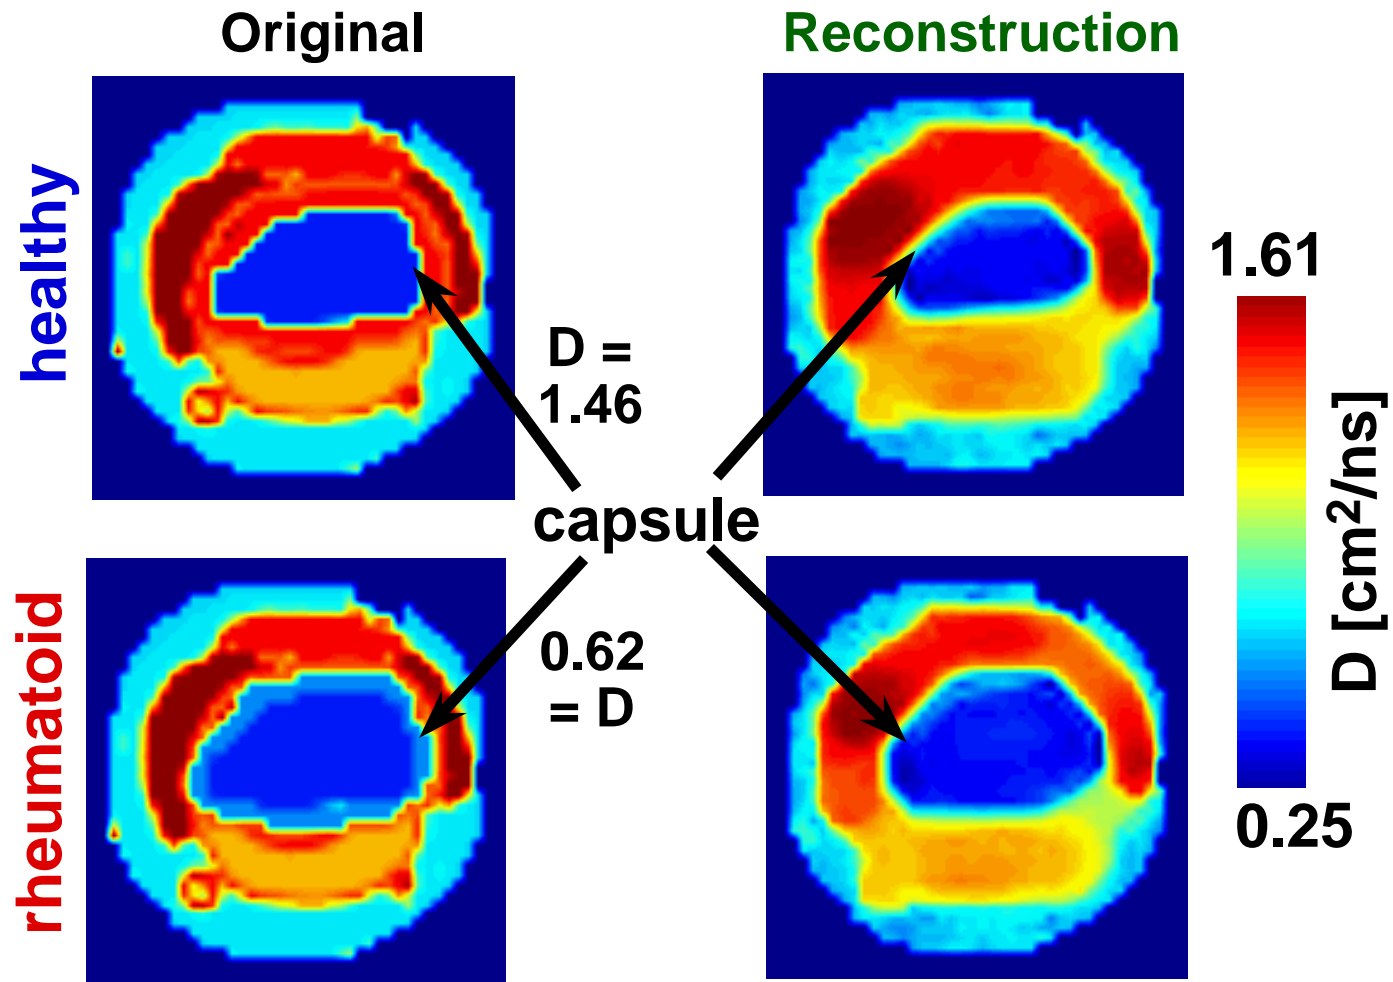 Original
Reconstruction
healthy
D =
1.46
capsule
rheumatoid
0.62
= D
1.61
D [cm²/ns]
0.25